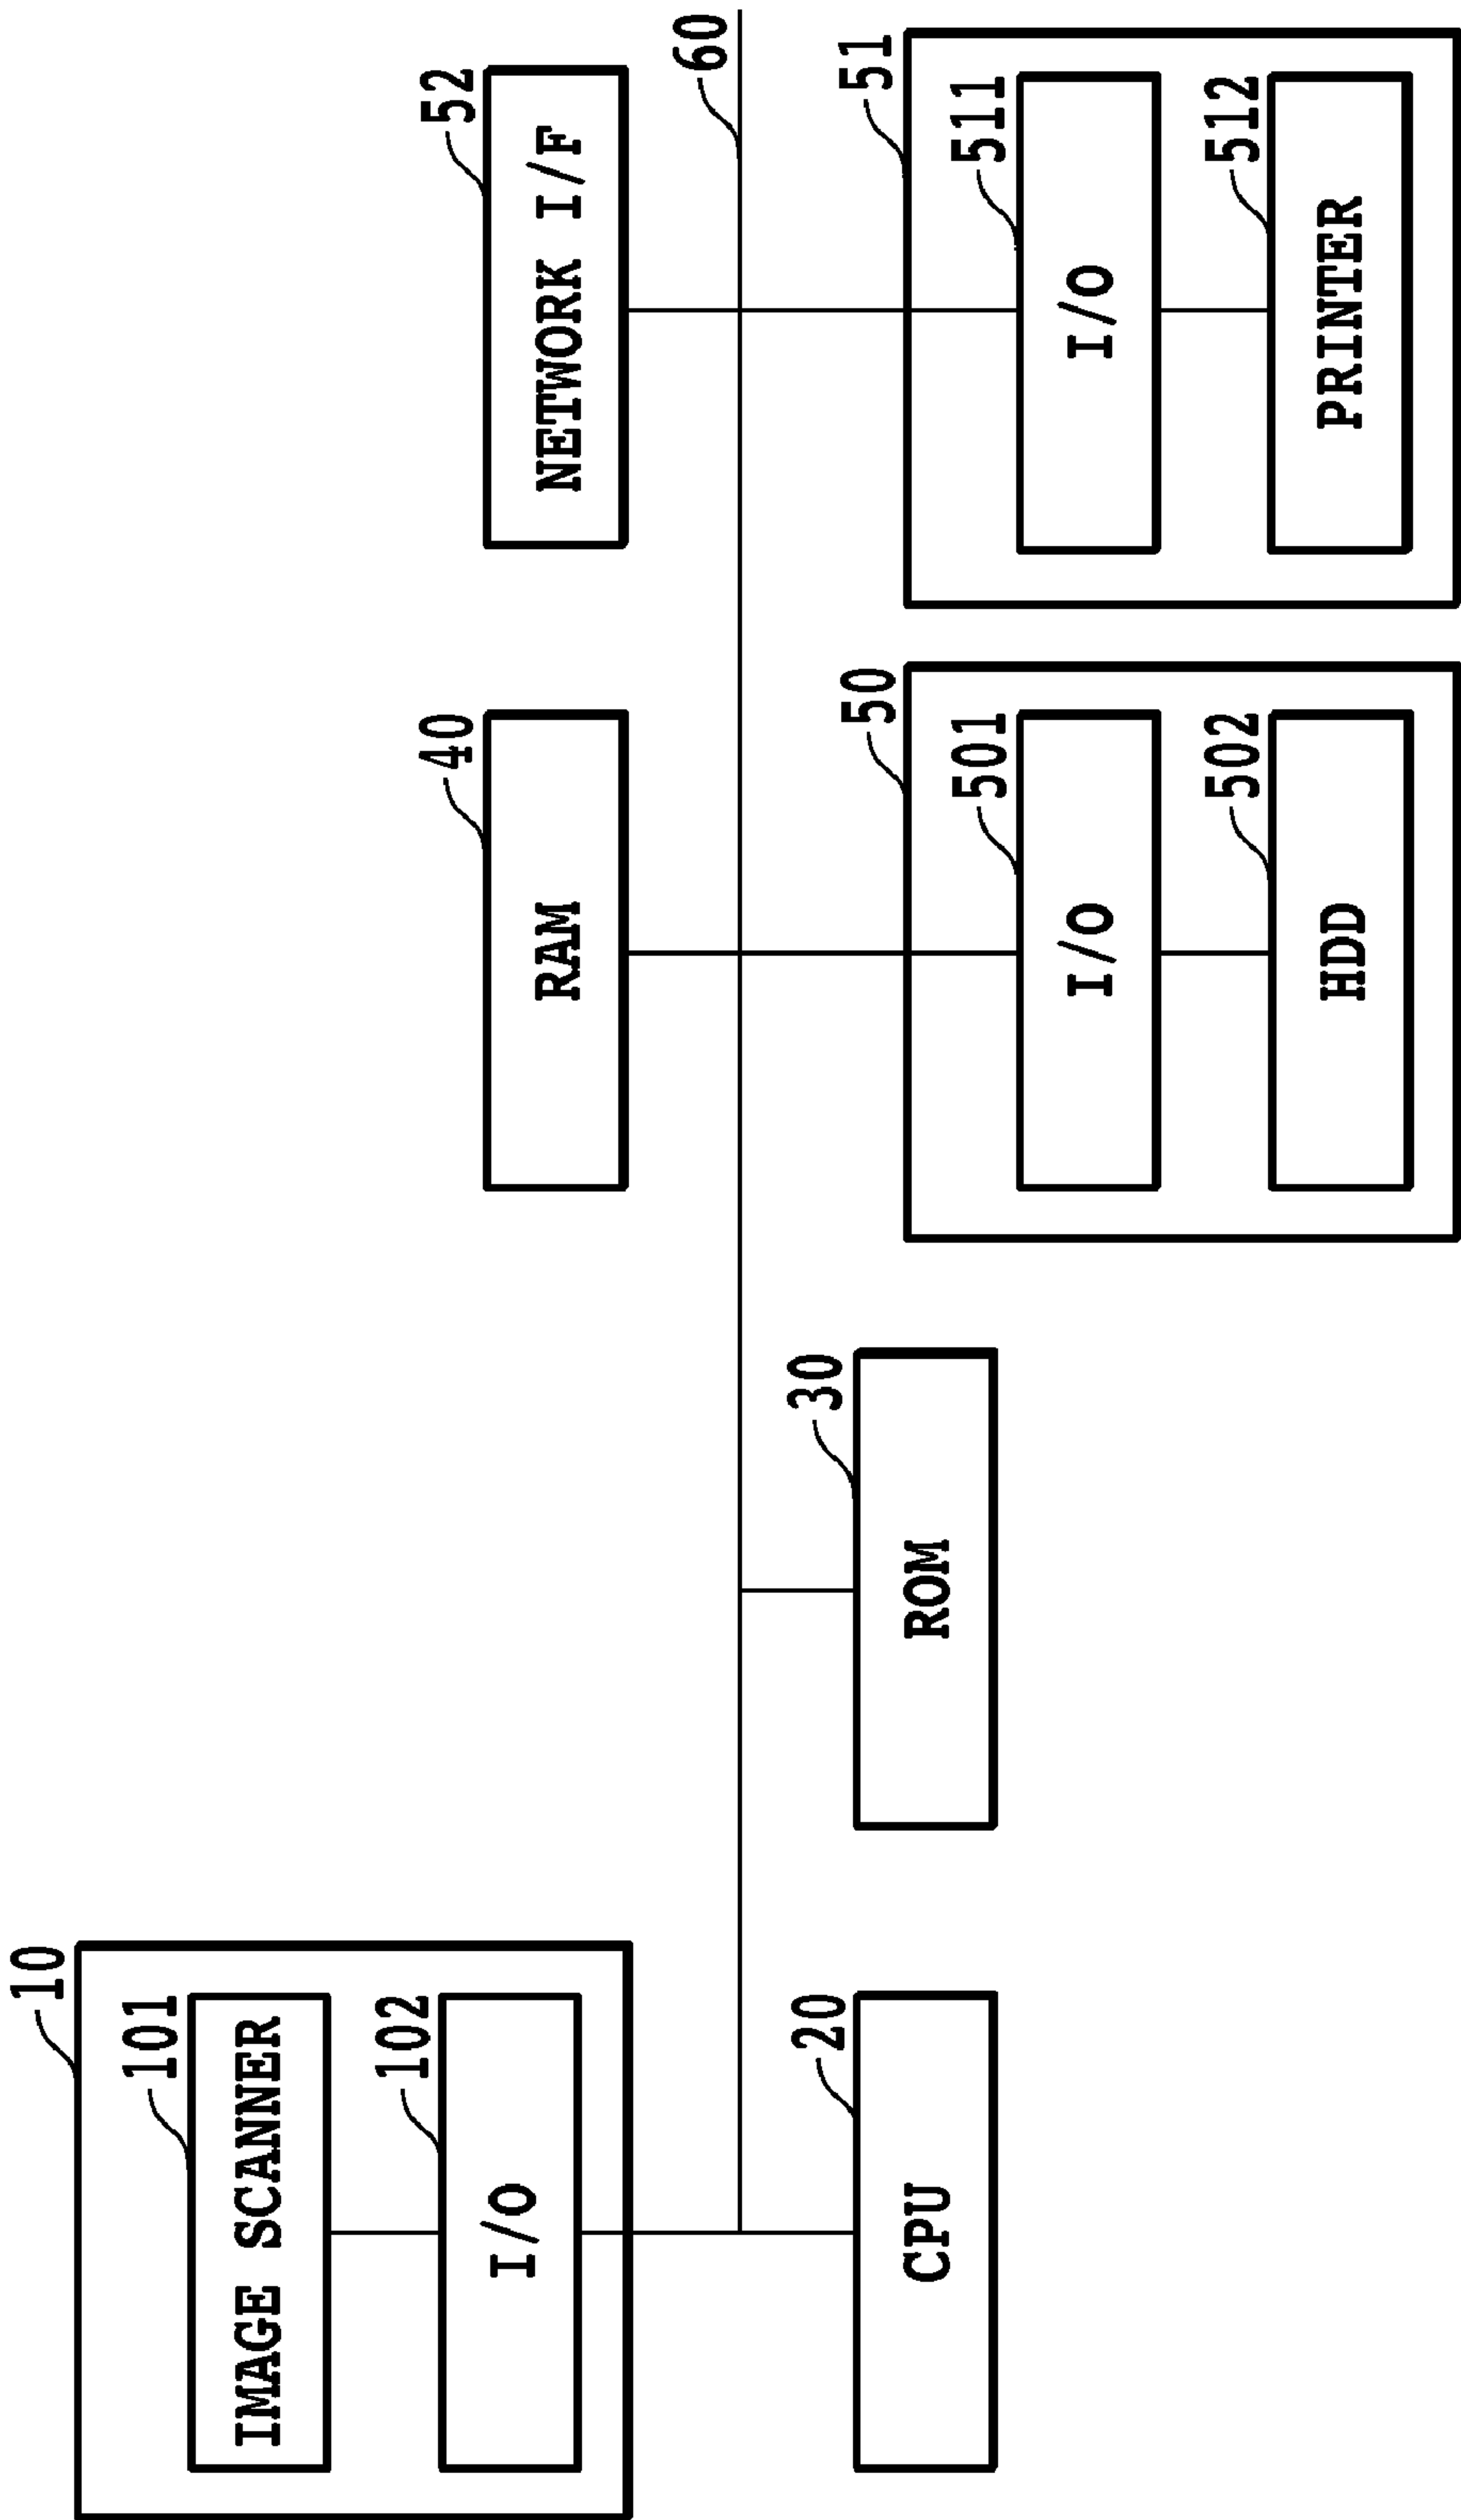 10
101
IMAGE SCANNER
102
I/O
20
CPU
30
ROM
40
RAM
50
501
I/O
502
HDD
52
NETWORK I/F
60
51
511
I/O
512
PRINTER